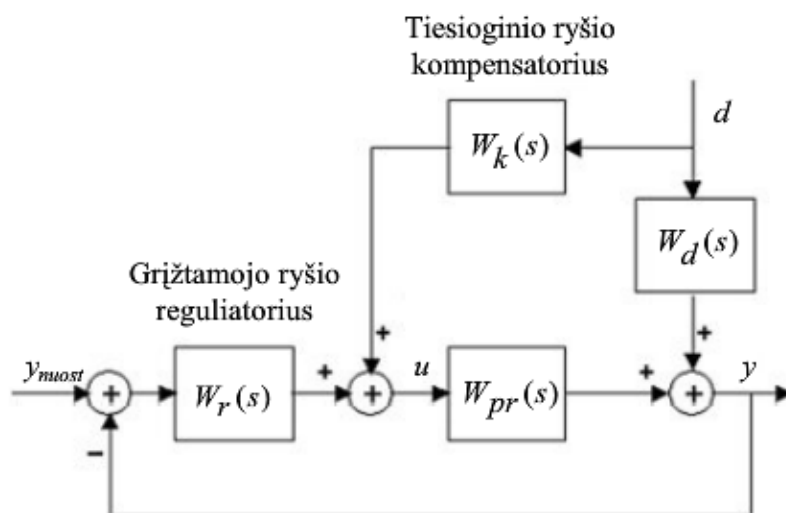 Tiesioginio ryšio
kompensatorius
d
W_k(s)
W_d(s)
Grįžtamojo ryšio
reguliatorius
+
+
y_nuost
+
W_r(s)
+
+
u
W_pr(s)
+
+
y
−